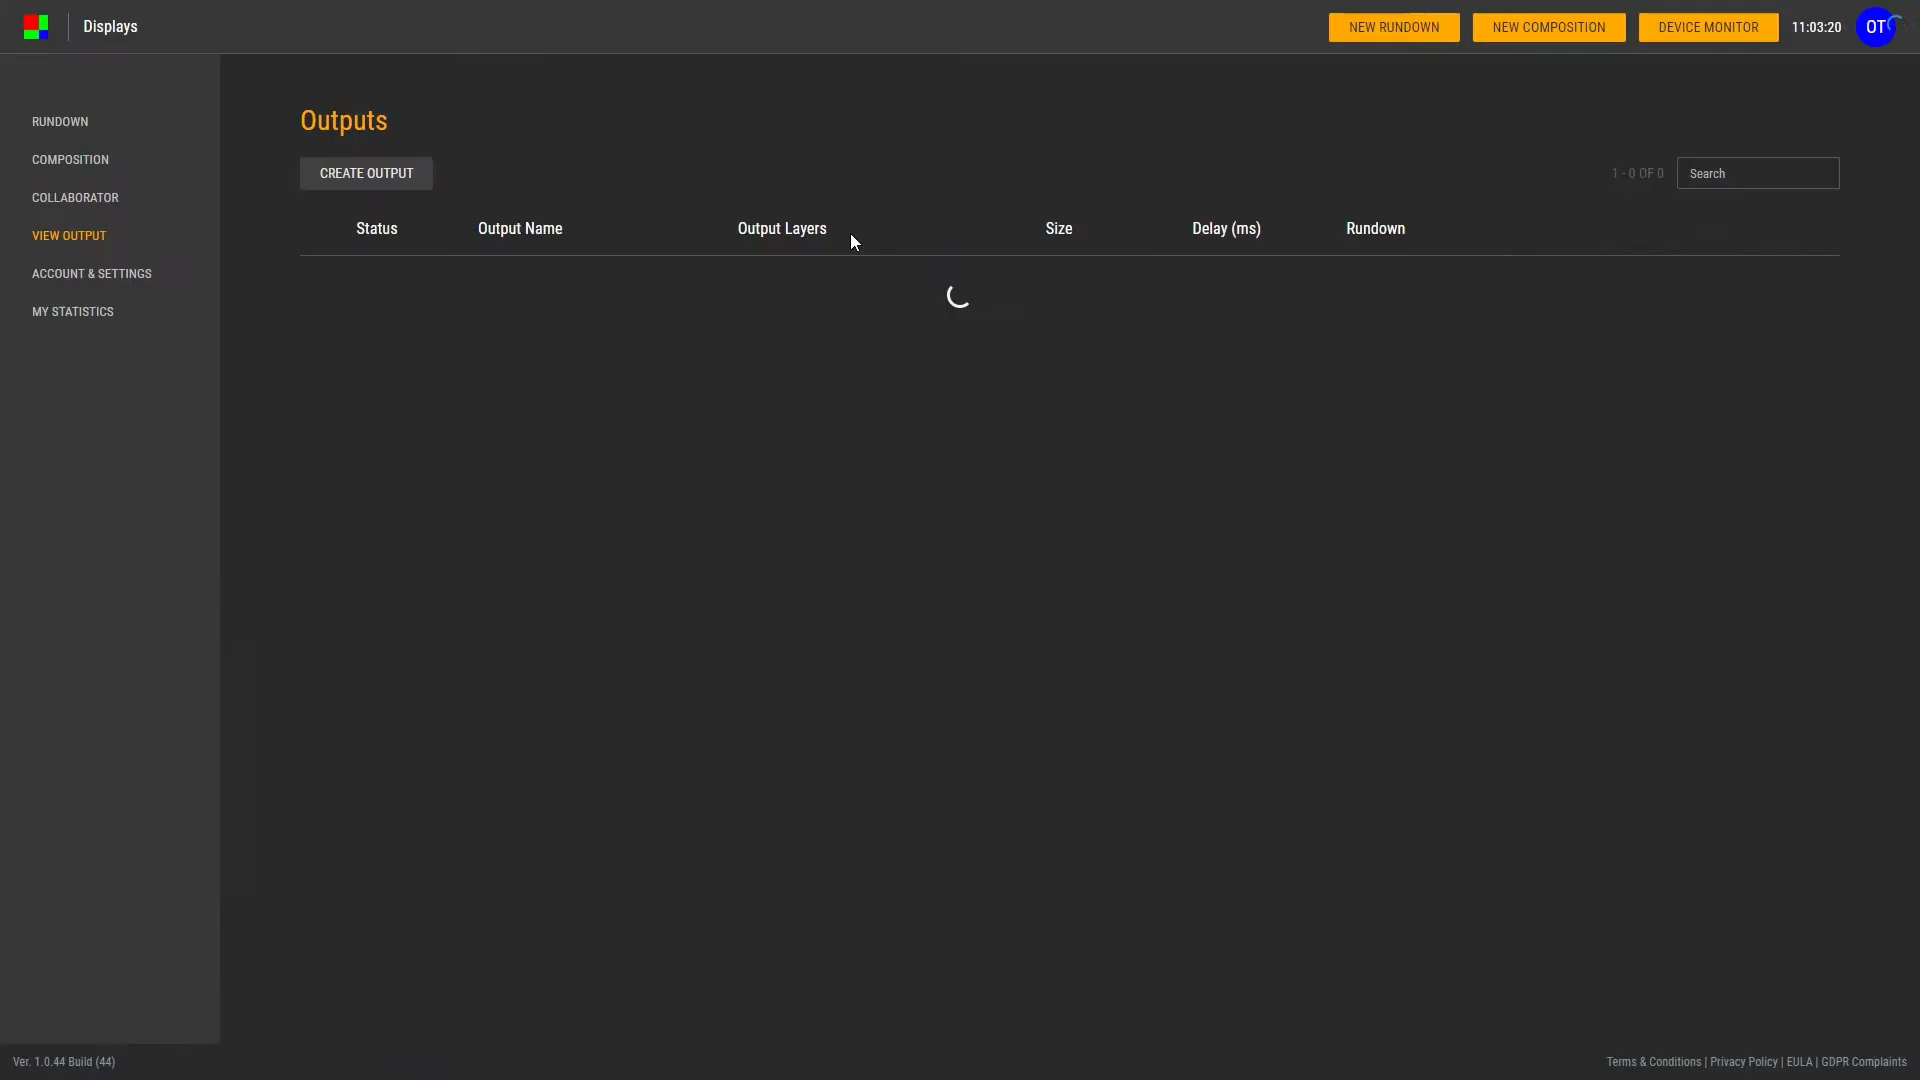 Displays
NEW RUNDOWN NEW COMPOSITION DEVICE MONITOR 11:03:20 OT
RUNDOWN
COMPOSITION
COLLABORATOR
VIEW OUTPUT
ACCOUNT & SETTINGS
MY STATISTICS
Outputs
CREATE OUTPUT 1 - 0 OF 0 Search
Status Output Name Output Layers Size Delay (ms) Rundown
Ver. 1.0.44 Build (44) Terms & Conditions | Privacy Policy | EULA | GDPR Complaints